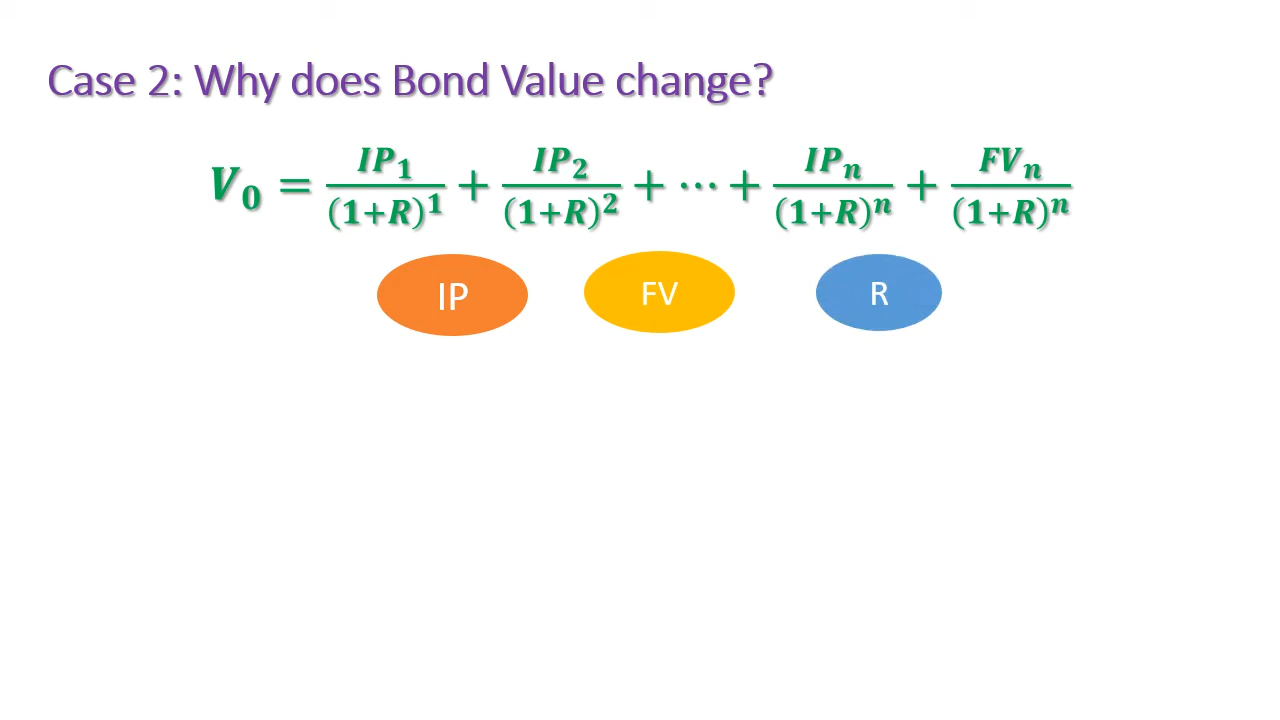 Case 2: Why does Bond Value change?
V₀ = IP₁/(1+R)¹ + IP₂/(1+R)² + ⋯ + IPₙ/(1+R)ⁿ + FVₙ/(1+R)ⁿ
IP FV R